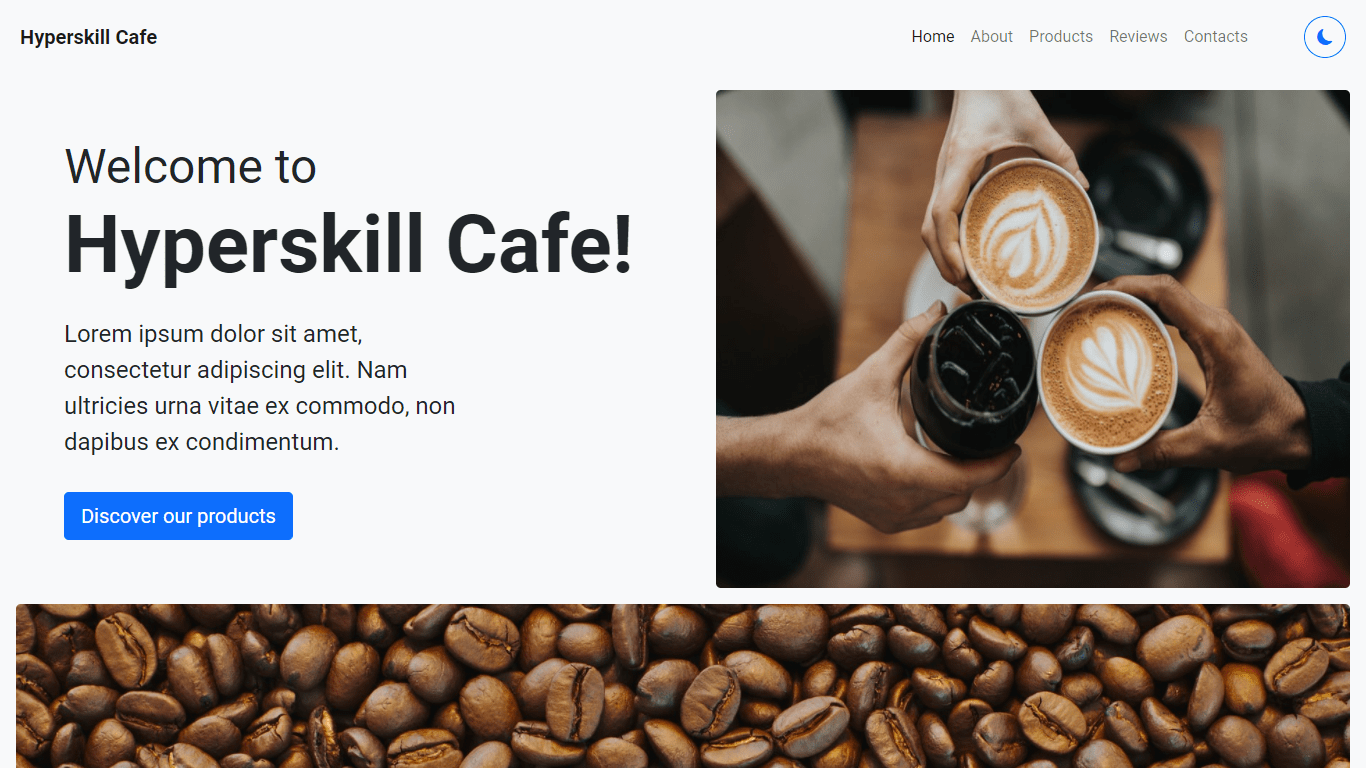 Hyperskill Cafe
Home About Products Reviews Contacts
Welcome to
Hyperskill Cafe!
Lorem ipsum dolor sit amet,
consectetur adipiscing elit. Nam
ultricies urna vitae ex commodo, non
dapibus ex condimentum.
Discover our products